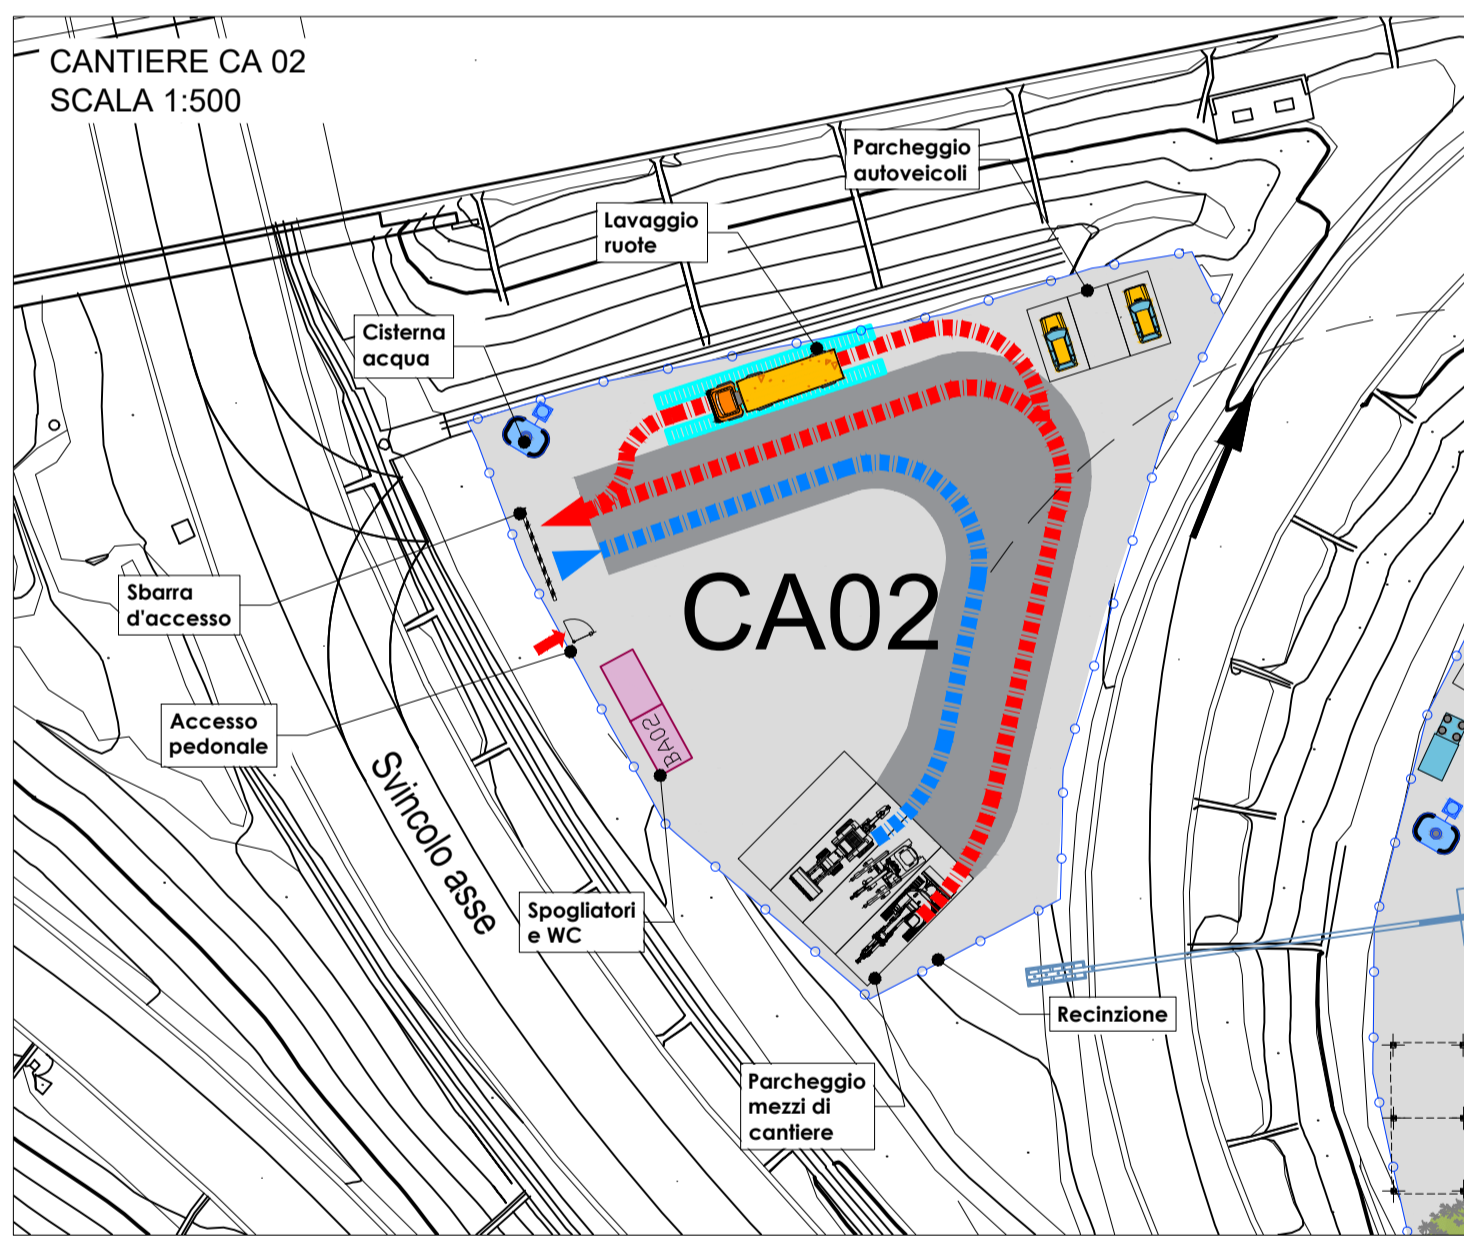 CANTIERE CA 02
SCALA 1:500
Parcheggio
autoveicoli
Lavaggio
ruote
Cisterna
acqua
Sbarra
d'accesso
CA02
Accesso
pedonale
BA02
Svincolo asse
Spogliatori
e WC
Recinzione
Parcheggio
mezzi di
cantiere